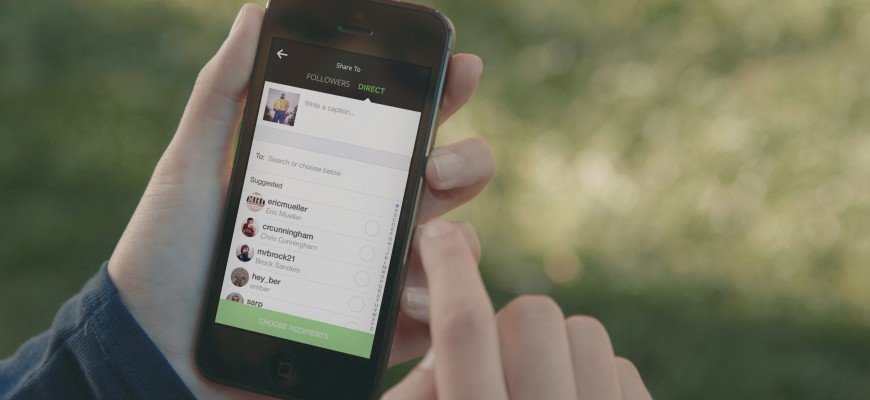 Share To
FOLLOWERS DIRECT
Write a caption...
To: Search or choose below
Suggested
ericmueller
Eric Mueller
crcunningham
Chris Cunningham
mrbrock21
Brock Sanders
hey_ber
amber
sarp
CHOOSE RECIPIENTS